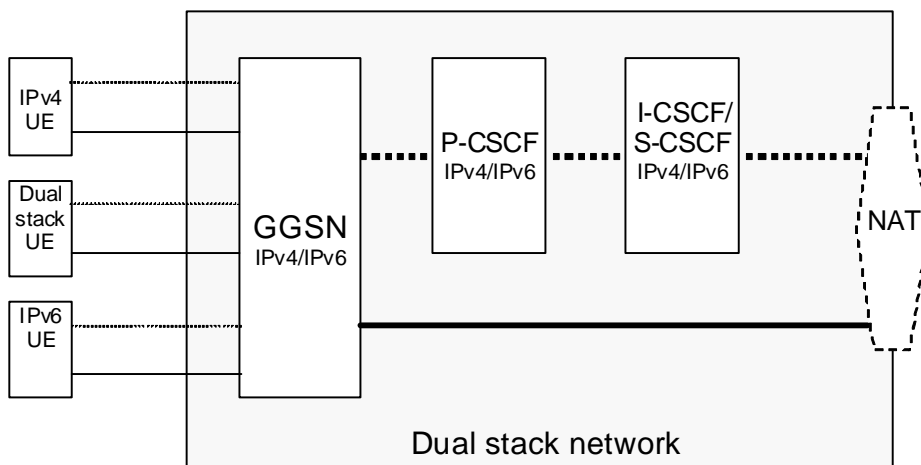 IPv4
UE
Dual
stack
UE
IPv6
UE
GGSN
IPv4/IPv6
P-CSCF
IPv4/IPv6
I-CSCF/
S-CSCF
IPv4/IPv6
NAT
Dual stack network